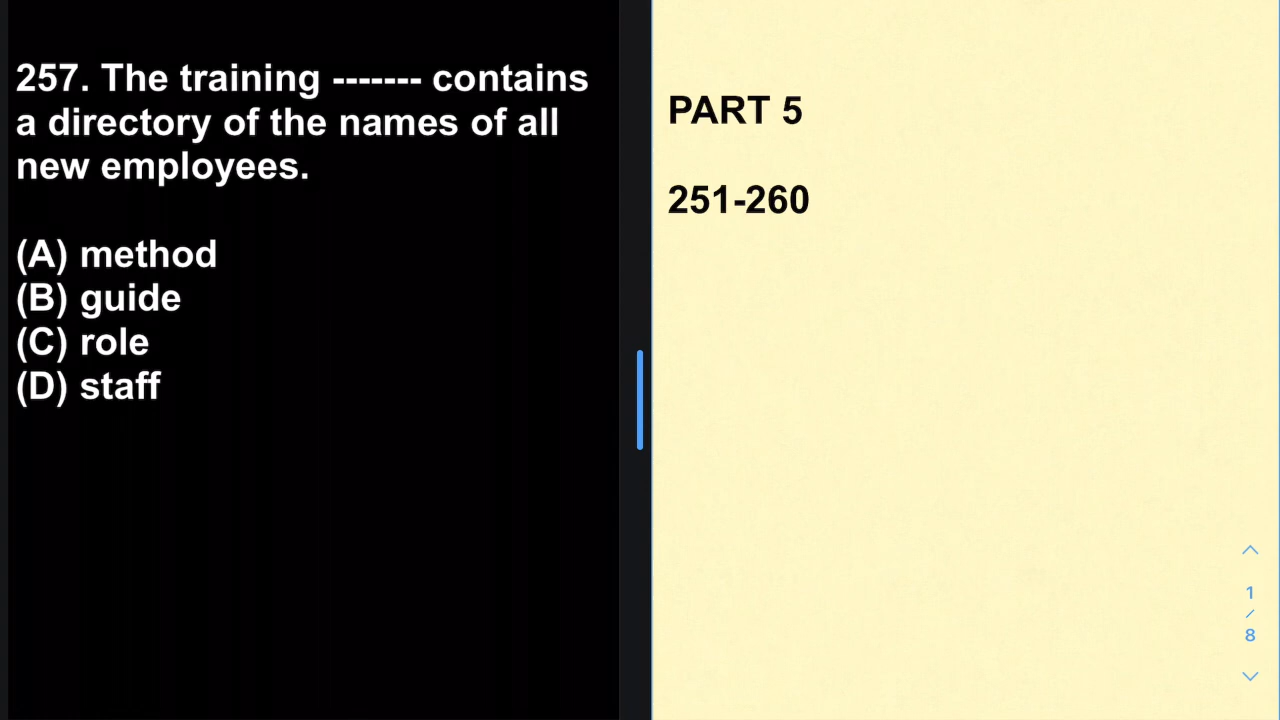 257. The training ------- contains
a directory of the names of all
new employees.
(A) method
(B) guide
(C) role
(D) staff
PART 5
251-260
1
/
8